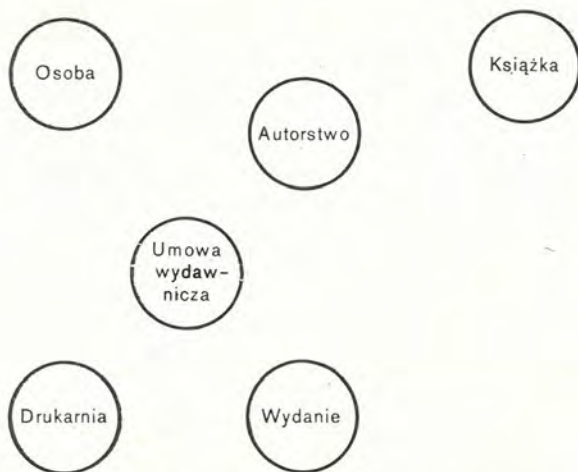 Osoba
Książka
Autorstwo
Umowa
wydaw-
nicza
Drukarnia
Wydanie